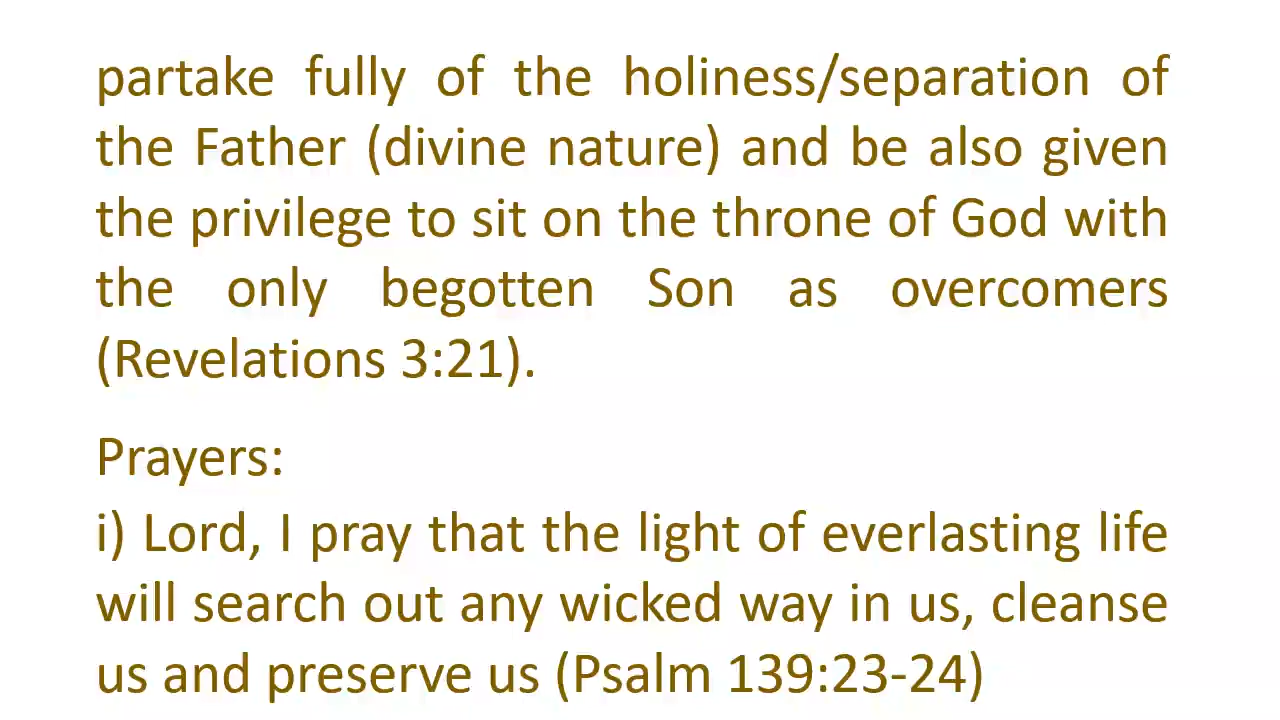 partake fully of the holiness/separation of
the Father (divine nature) and be also given
the privilege to sit on the throne of God with
the only begotten Son as overcomers
(Revelations 3:21).
Prayers:
i) Lord, I pray that the light of everlasting life
will search out any wicked way in us, cleanse
us and preserve us (Psalm 139:23-24)